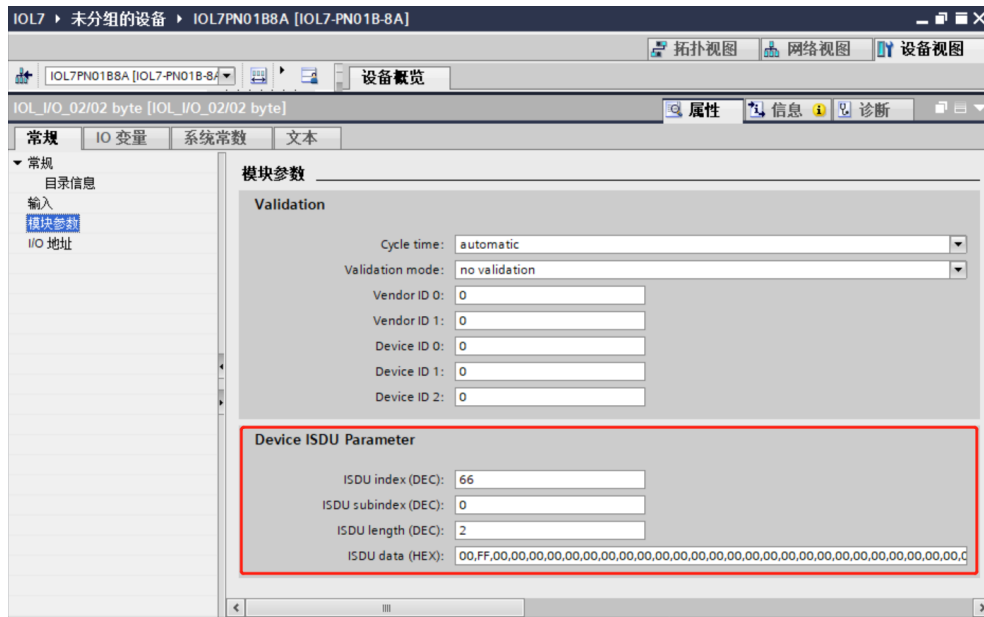 IOL7 ▸ 未分组的设备 ▸ IOL7PN01B8A [IOL7-PN01B-8A]
拓扑视图 网络视图 设备视图
IOL7PN01B8A [IOL7-PN01B-8A 设备概览
IOL_I/O_02/02 byte [IOL_I/O_02/02 byte]
属性 信息 诊断
常规 IO 变量 系统常数 文本
常规
目录信息
输入
模块参数
I/O 地址
模块参数
Validation
Cycle time: automatic
Validation mode: no validation
Vendor ID 0: 0
Vendor ID 1: 0
Device ID 0: 0
Device ID 1: 0
Device ID 2: 0
Device ISDU Parameter
ISDU index (DEC): 66
ISDU subindex (DEC): 0
ISDU length (DEC): 2
ISDU data (HEX): 00,FF,00,00,00,00,00,00,00,00,00,00,00,00,00,00,00,00,00,00,00,00,00,00,00,00,00,00